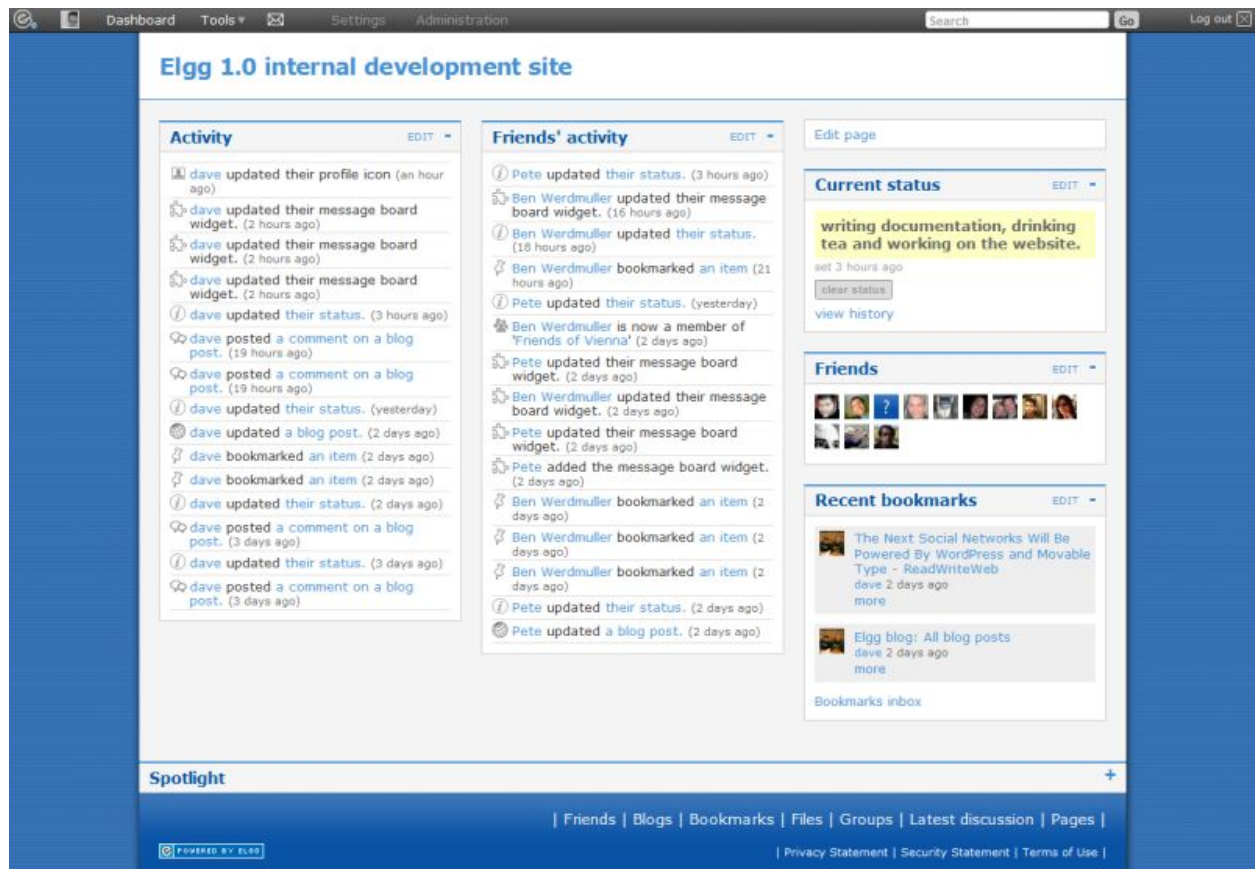 Dashboard Tools Settings Administration Search Go Log out
Elgg 1.0 internal development site
Activity EDIT -
dave updated their profile icon (an hour
ago)
dave updated their message board
widget. (2 hours ago)
dave updated their message board
widget. (2 hours ago)
dave updated their message board
widget. (2 hours ago)
dave updated their status. (3 hours ago)
dave posted a comment on a blog
post. (19 hours ago)
dave posted a comment on a blog
post. (19 hours ago)
dave updated their status. (yesterday)
dave updated a blog post. (2 days ago)
dave bookmarked an item (2 days ago)
dave bookmarked an item (2 days ago)
dave updated their status. (2 days ago)
dave posted a comment on a blog
post. (3 days ago)
dave updated their status. (3 days ago)
dave posted a comment on a blog
post. (3 days ago)
Friends' activity EDIT -
Pete updated their status. (3 hours ago)
Ben Werdmuller updated their message
board widget. (16 hours ago)
Ben Werdmuller updated their status.
(18 hours ago)
Ben Werdmuller bookmarked an item (21
hours ago)
Pete updated their status. (yesterday)
Ben Werdmuller is now a member of
'Friends of Vienna' (2 days ago)
Pete updated their message board
widget. (2 days ago)
Ben Werdmuller updated their message
board widget. (2 days ago)
Pete updated their message board
widget. (2 days ago)
Pete added the message board widget.
(2 days ago)
Ben Werdmuller bookmarked an item (2
days ago)
Ben Werdmuller bookmarked an item (2
days ago)
Ben Werdmuller bookmarked an item (2
days ago)
Pete updated their status. (2 days ago)
Pete updated a blog post. (2 days ago)
Edit page
Current status EDIT -
writing documentation, drinking
tea and working on the website.
set 3 hours ago
clear status
view history
Friends EDIT -
?
Recent bookmarks EDIT -
The Next Social Networks Will Be
Powered By WordPress and Movable
Type - ReadWriteWeb
dave 2 days ago
more
Elgg blog: All blog posts
dave 2 days ago
more
Bookmarks inbox
Spotlight +
| Friends | Blogs | Bookmarks | Files | Groups | Latest discussion | Pages |
POWERED BY ELGG
| Privacy Statement | Security Statement | Terms of Use |